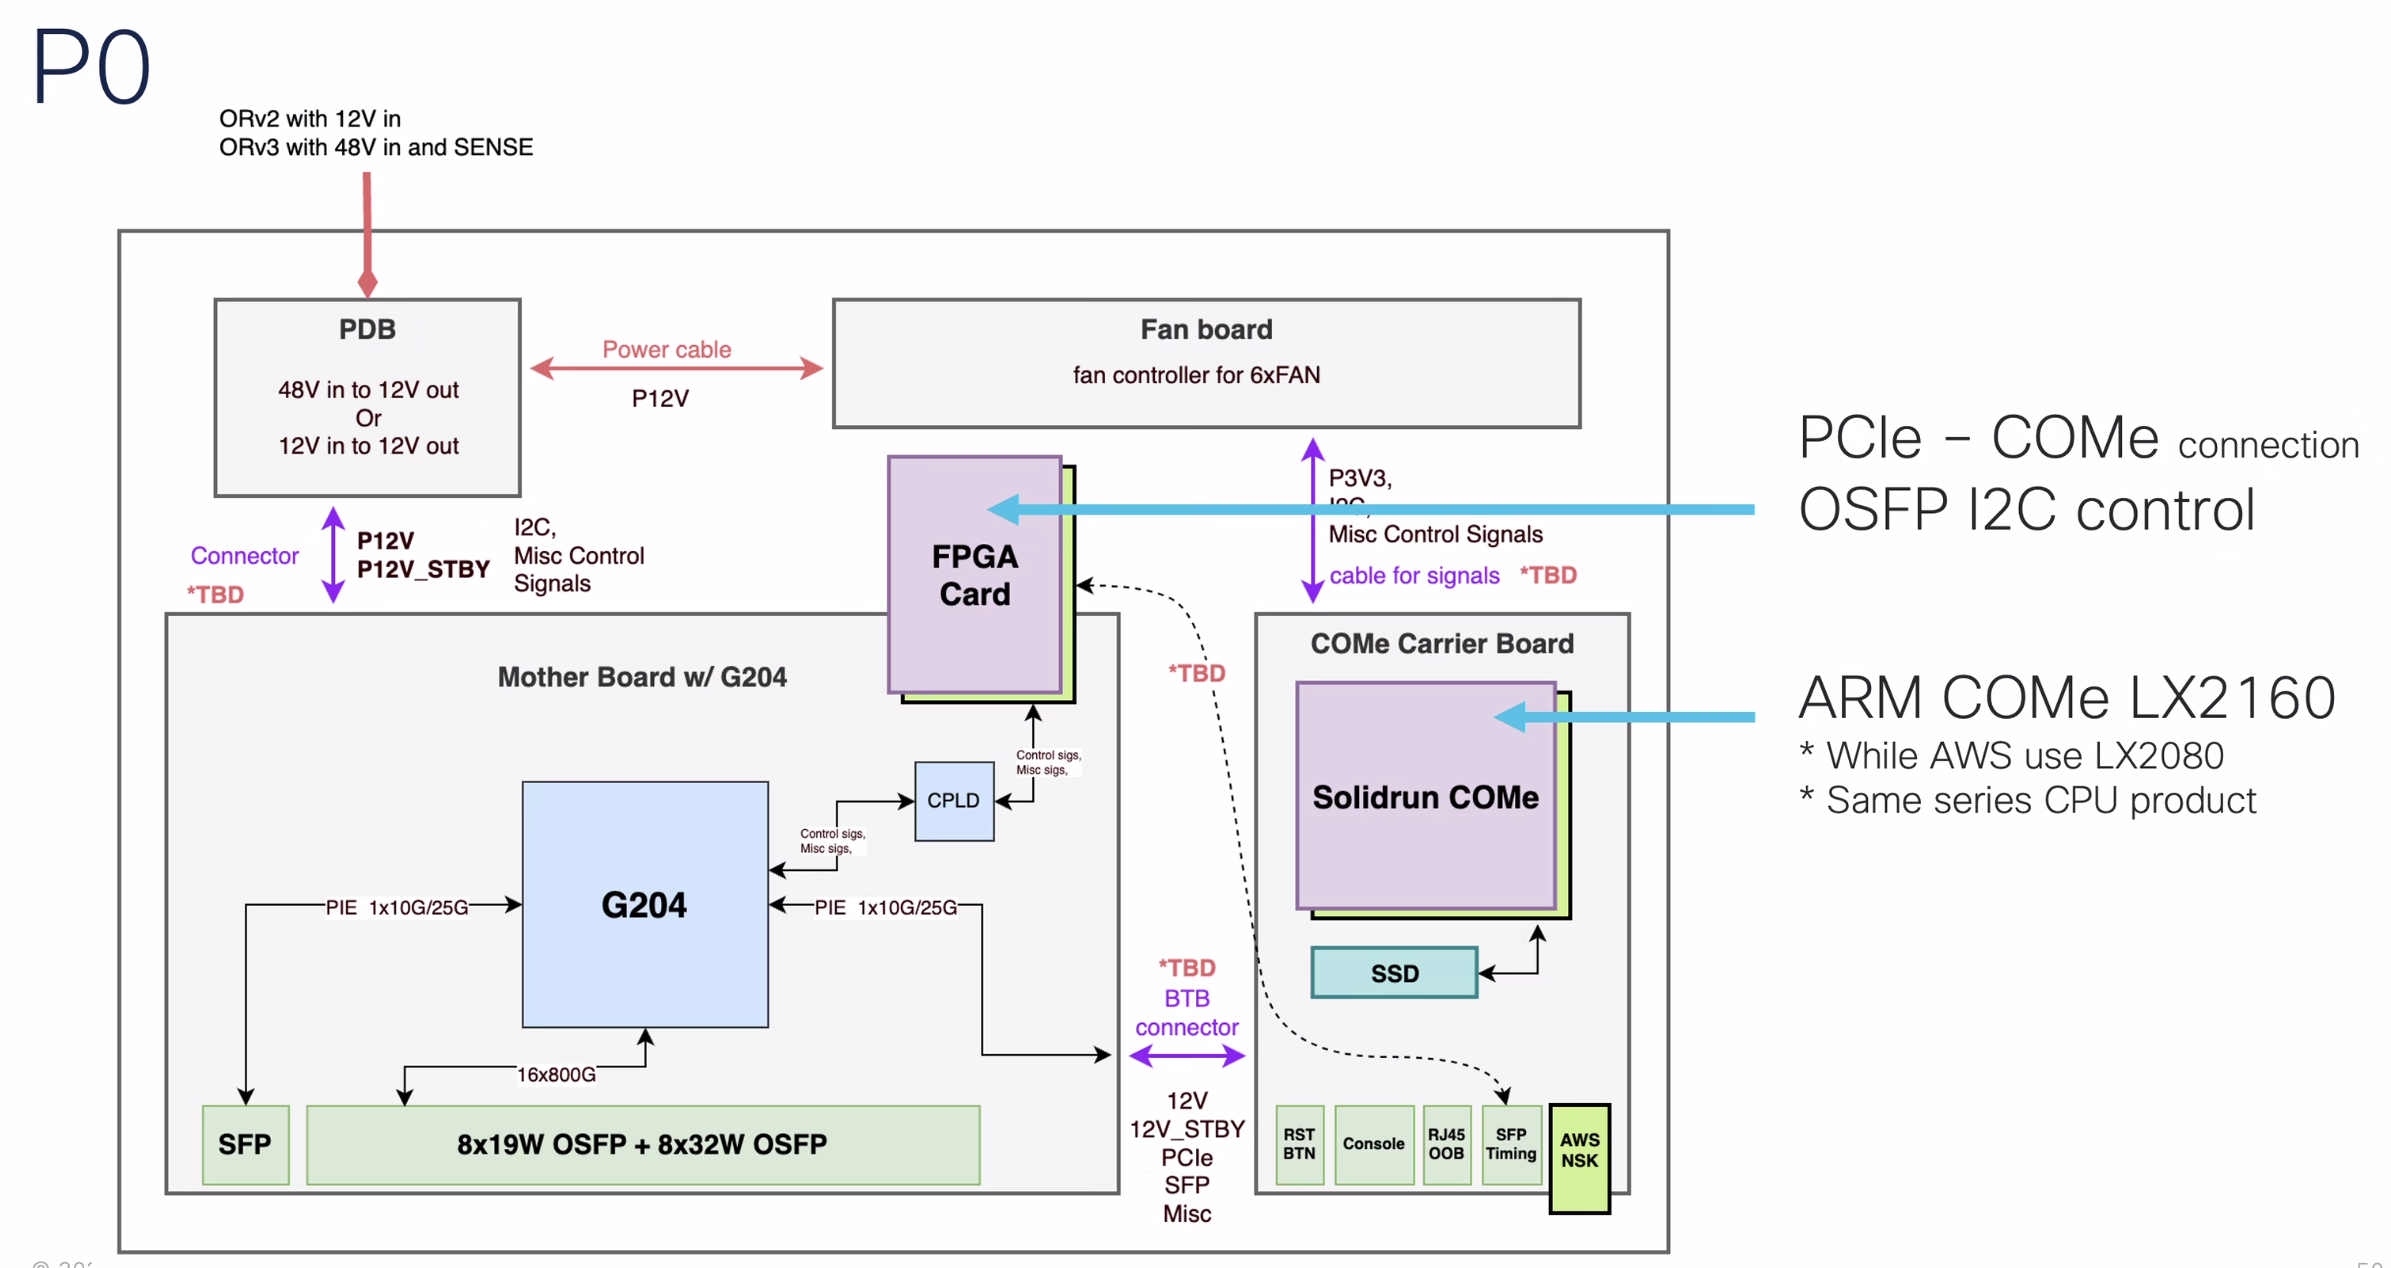 P0
ORv2 with 12V in
ORv3 with 48V in and SENSE
PDB
48V in to 12V out
Or
12V in to 12V out
Power cable
P12V
Fan board
fan controller for 6xFAN
Connector
*TBD
P12V
P12V_STBY
I2C,
Misc Control
Signals
FPGA
Card
P3V3,
I2C,
Misc Control Signals
cable for signals *TBD
PCIe – COMe connection
OSFP I2C control
Mother Board w/ G204
*TBD
COMe Carrier Board
Solidrun COMe
ARM COMe LX2160
* While AWS use LX2080
* Same series CPU product
Control sigs,
Misc sigs,
CPLD
Control sigs,
Misc sigs,
G204
PIE 1x10G/25G
PIE 1x10G/25G
16x800G
SSD
*TBD
BTB
connector
12V
12V_STBY
PCIe
SFP
Misc
SFP
8x19W OSFP + 8x32W OSFP
RST
BTN
Console
RJ45
OOB
SFP
Timing
AWS
NSK